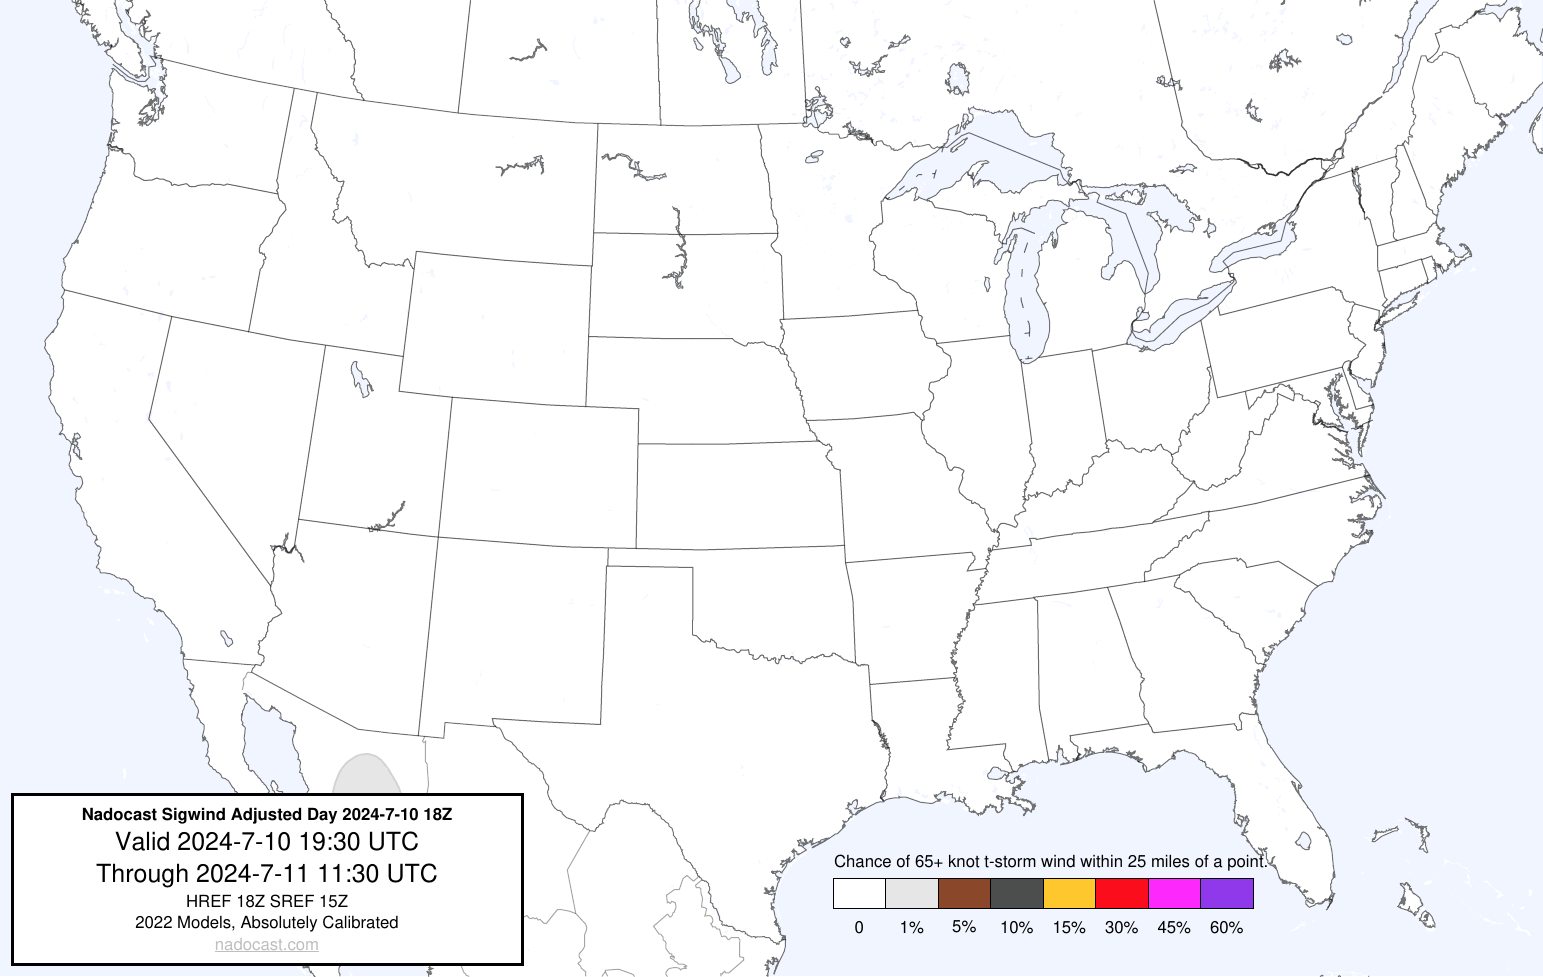 Nadocast Sigwind Adjusted Day 2024-7-10 18Z
Valid 2024-7-10 19:30 UTC
Through 2024-7-11 11:30 UTC
HREF 18Z SREF 15Z
2022 Models, Absolutely Calibrated
nadocast.com
Chance of 65+ knot t-storm wind within 25 miles of a point.
0 1% 5% 10% 15% 30% 45% 60%